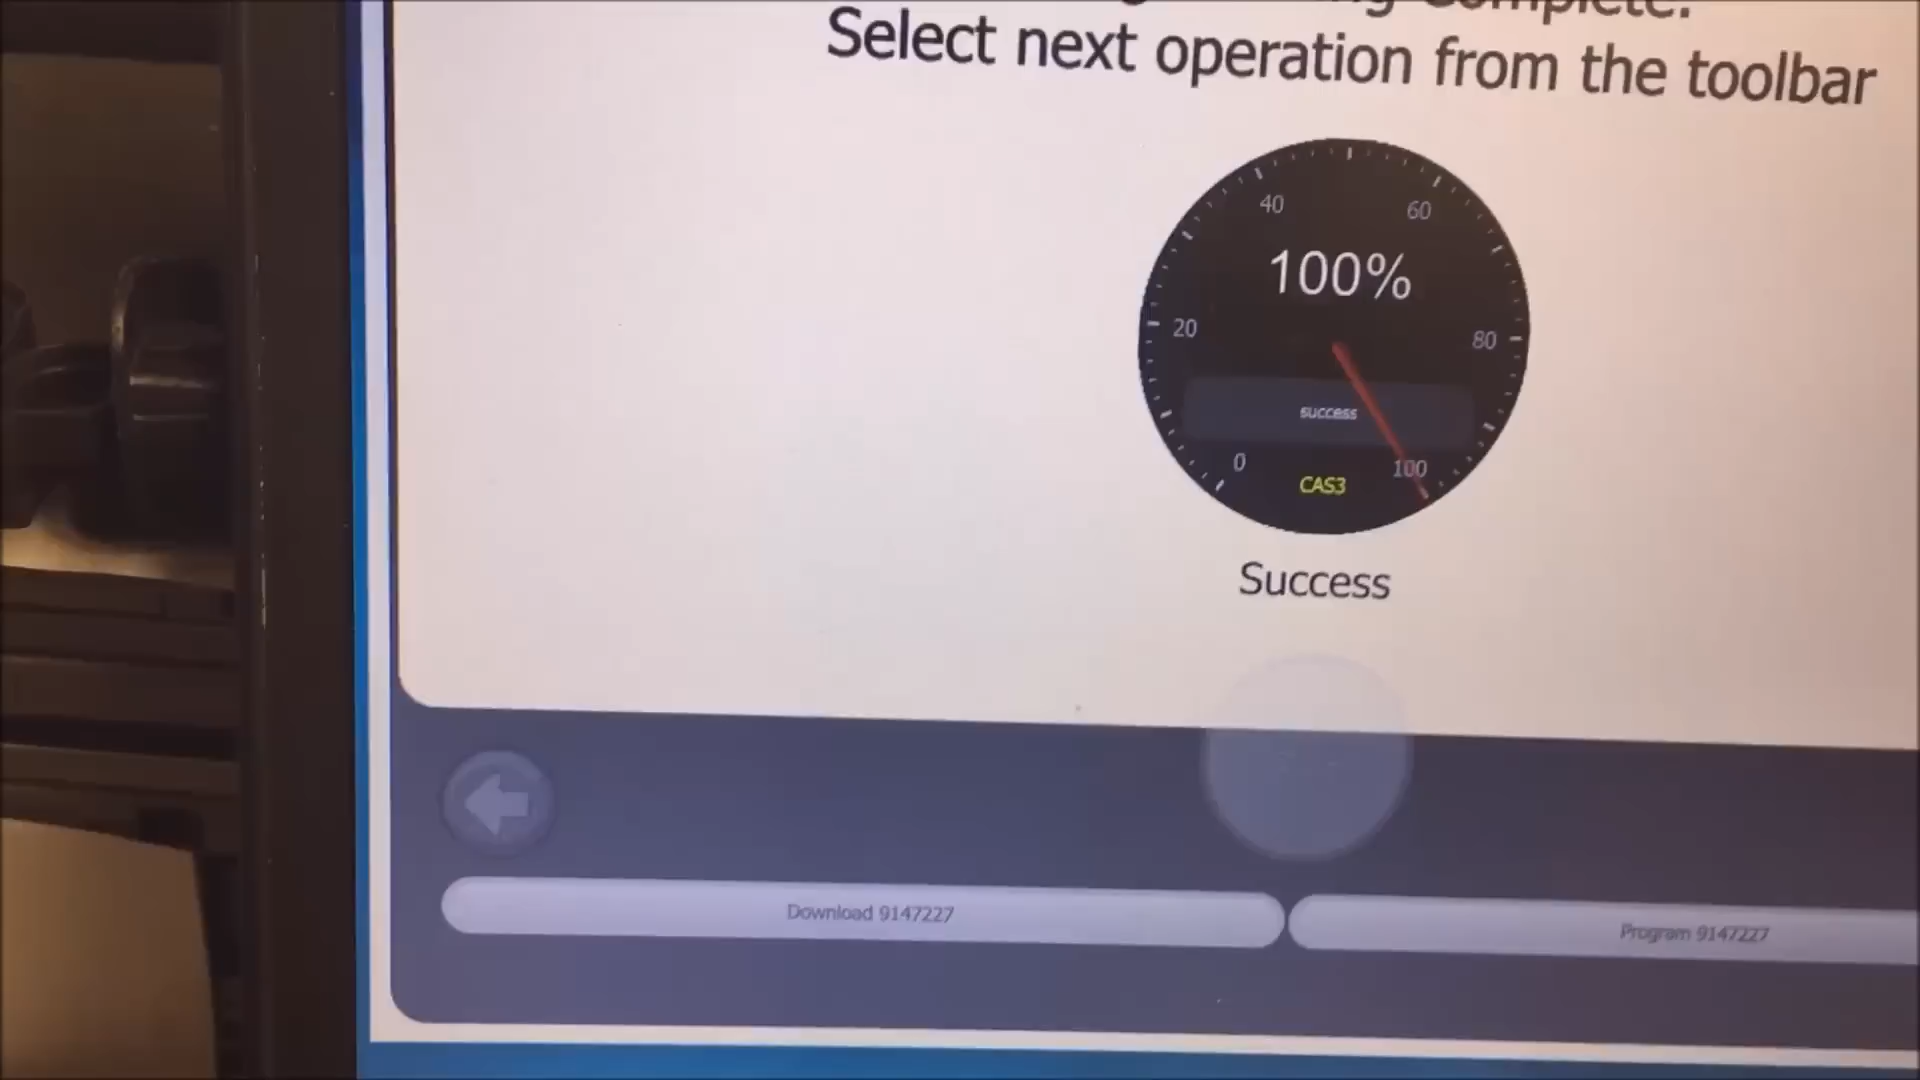 Complete.
Select next operation from the toolbar
40
60
100%
20
80
success
0
100
CAS3
Success
Download 9147227
Program 9147227